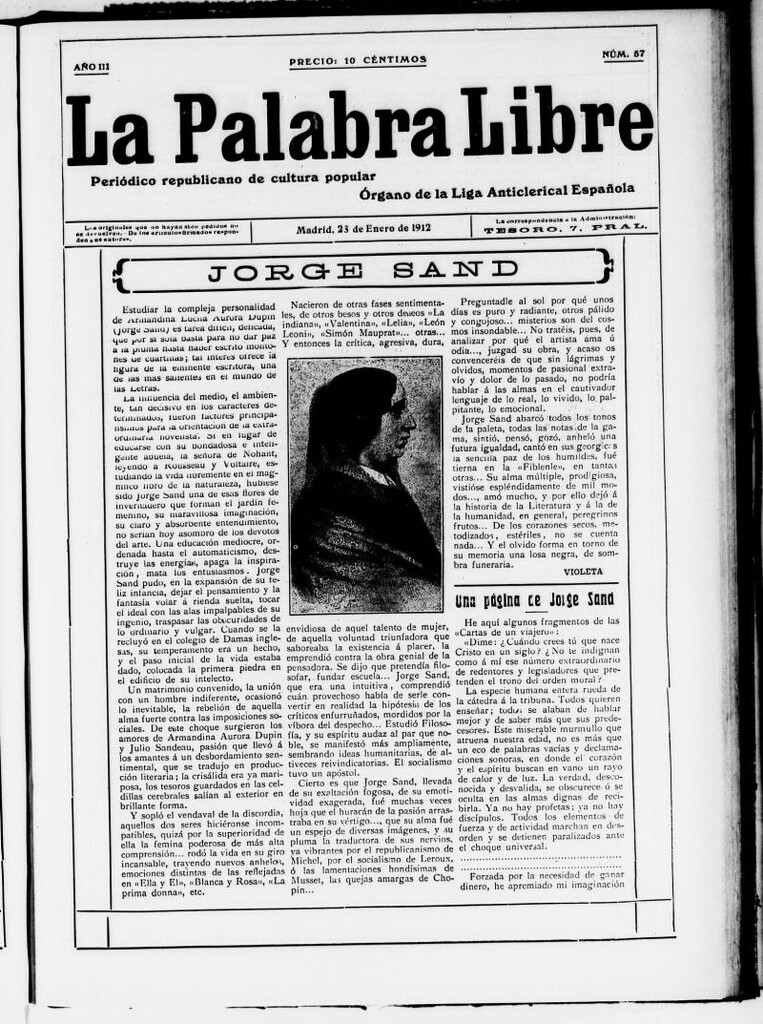 AÑO III
PRECIO: 10 CÉNTIMOS
NÚM. 57
La Palabra Libre
Periódico republicano de cultura popular
Órgano de la Liga Anticlerical Española
Los originales que no hayan sido pedidos no
se devuelven. De los artículos firmados respon-
den sus autores.
Madrid, 23 de Enero de 1912
La correspondencia a la Administración:
TESORO, 7, PRAL.
JORGE SAND
Estudiar la compleja personalidad
de Armandina Lucila Aurora Dupin
(Jorge Sand) es tarea difícil, delicada,
que por sí sola basta para no dar paz
á la pluma hasta haber escrito monto-
nes de cuartillas; tal interés ofrece la
figura de la eminente escritora, una
de las más salientes en el mundo de
las Letras.
La influencia del medio, el ambien-
te, tan decisivo en los caracteres de-
terminados, fueron factores principa-
lísimos para la orientación de la extra-
ordinaria novelista. Si en lugar de
educarse con su bondadosa e inteli-
gente abuela, la señora de Nohant,
leyendo á Rousseau y Voltaire, es-
tudiando la vida libremente en el mag-
nífico libro de la naturaleza, hubiese
sido Jorge Sand una de esas flores de
invernadero que forman el jardín fe-
menino, su maravillosa imaginación,
su claro y absorbente entendimiento,
no serían hoy asombro de los devotos
del arte. Una educación mediocre, or-
denada hasta el automaticismo, des-
truye las energías, apaga la inspira-
ción, mata los entusiasmos. Jorge
Sand pudo, en la expansión de su fe-
liz infancia, dejar el pensamiento y la
fantasía volar á rienda suelta, tocar
el ideal con las alas impalpables de su
ingenio, traspasar las obscuridades de
lo ordinario y vulgar. Cuando se la
recluyó en el colegio de Damas ingle-
sas, su temperamento era un hecho,
y el paso inicial de la vida estaba
dado, colocada la primera piedra en
el edificio de su intelecto.
Un matrimonio convenido, la unión
con un hombre indiferente, ocasionó
lo inevitable, la rebelión de aquella
alma fuerte contra las imposiciones so-
ciales. De este choque surgieron los
amores de Armandina Aurora Dupin
y Julio Sandeau, pasión que llevó á
los amantes á un desbordamiento sen-
timental, que se tradujo en produc-
ción literaria; la crisálida era ya mari-
posa, los tesoros guardados en las cel-
dillas cerebrales salían al exterior en
brillante forma.
Y sopló el vendaval de la discordia,
aquellos dos seres hiciéronse incom-
patibles, quizá por la superioridad de
ella la femina poderosa de más alta
comprensión... rodó la vida en su giro
incansable, trayendo nuevos anhelos,
emociones distintas de las reflejadas
en «Ella y El», «Blanca y Rosa», «La
prima donna», etc.
Nacieron de otras fases sentimenta-
les, de otros besos y otros deseos «La
indiana», «Valentina», «Lelia», «León
Leoni», «Simón Mauprat»... otras...
Y entonces la crítica, agresiva, dura,
envidiosa de aquel talento de mujer,
de aquella voluntad triunfadora que
saboreaba la existencia á placer, la
emprendió contra la obra genial de la
pensadora. Se dijo que pretendía filo-
sofar, fundar escuela... Jorge Sand,
que era una intuitiva, comprendió
cuán provechoso había de serle con-
vertir en realidad la hipótesis de los
críticos enfurruñados, mordidos por la
víbora del despecho... Estudió Filoso-
fía, y su espíritu audaz al par que no-
ble, se manifestó más ampliamente,
sembrando ideas humanitarias, de al-
tiveces reivindicatorias. El socialismo
tuvo un apóstol.
Cierto es que Jorge Sand, llevada
de su exaltación fogosa, de su emoti-
vidad exagerada, fué muchas veces
hoja que el huracán de la pasión arras-
traba en su vértigo..., que su alma fué
un espejo de diversas imágenes, y su
pluma la traductora de sus nervios,
ya vibrantes por el republicanismo de
Michel, por el socialismo de Leroux,
ó las lamentaciones hondísimas de
Musset, las quejas amargas de Cho-
pin...
Preguntadle al sol por qué unos
días es puro y radiante, otros pálido
y congojoso... misterios son del cos-
mos insondable... No tratéis, pues, de
analizar por qué el artista ama ú
odia..., juzgad su obra, y acaso os
convenceréis de que sin lágrimas y
olvidos, momentos de pasional extra-
vío y dolor de lo pasado, no podría
hablar á las almas en el cautivador
lenguaje de lo real, lo vivido, lo pal-
pitante, lo emocional.
Jorge Sand abarcó todos los tonos
de la paleta, todas las notas de la ga-
ma, sintió, pensó, gozó, anheló una
futura igualdad, cantó en sus georgicas
la sencilla paz de los humildes, fué
tierna en la «Fiblenle», en tantas
otras... Su alma múltiple, prodigiosa,
vistióse espléndidamente de mil mo-
dos..., amó mucho, y por ello dejó á
la historia de la Literatura y á la de
la humanidad, en general, peregrinos
frutos... De los corazones secos, me-
todizados, estériles, no se cuenta
nada... Y el olvido forma en torno de
su memoria una losa negra, de som-
bra funeraria.
VIOLETA
Una página de Jorge Sand
He aquí algunos fragmentos de las
«Cartas de un viajero»:
«Dime: ¿Cuándo crees tú que nace
Cristo en un siglo? ¿No te indignan
como á mí ese número extraordinario
de redentores y legisladores que pre-
tenden el trono del orden moral?
La especie humana entera rueda de
la cátedra á la tribuna. Todos quieren
enseñar; todos se alaban de hablar
mejor y de saber más que sus prede-
cesores. Este miserable murmullo que
atruena nuestra edad, no es más que
un eco de palabras vacías y declama-
ciones sonoras, en donde el corazón
y el espíritu buscan en vano un rayo
de calor y de luz. La verdad, desco-
nocida y desvalida, se obscurece ó se
oculta en las almas dignas de reci-
birla. Ya no hay profetas; ya no hay
discípulos. Todos los elementos de
fuerza y de actividad marchan en des-
orden y se detienen paralizados ante
el choque universal.
Forzada por la necesidad de ganar
dinero, he apremiado mi imaginación